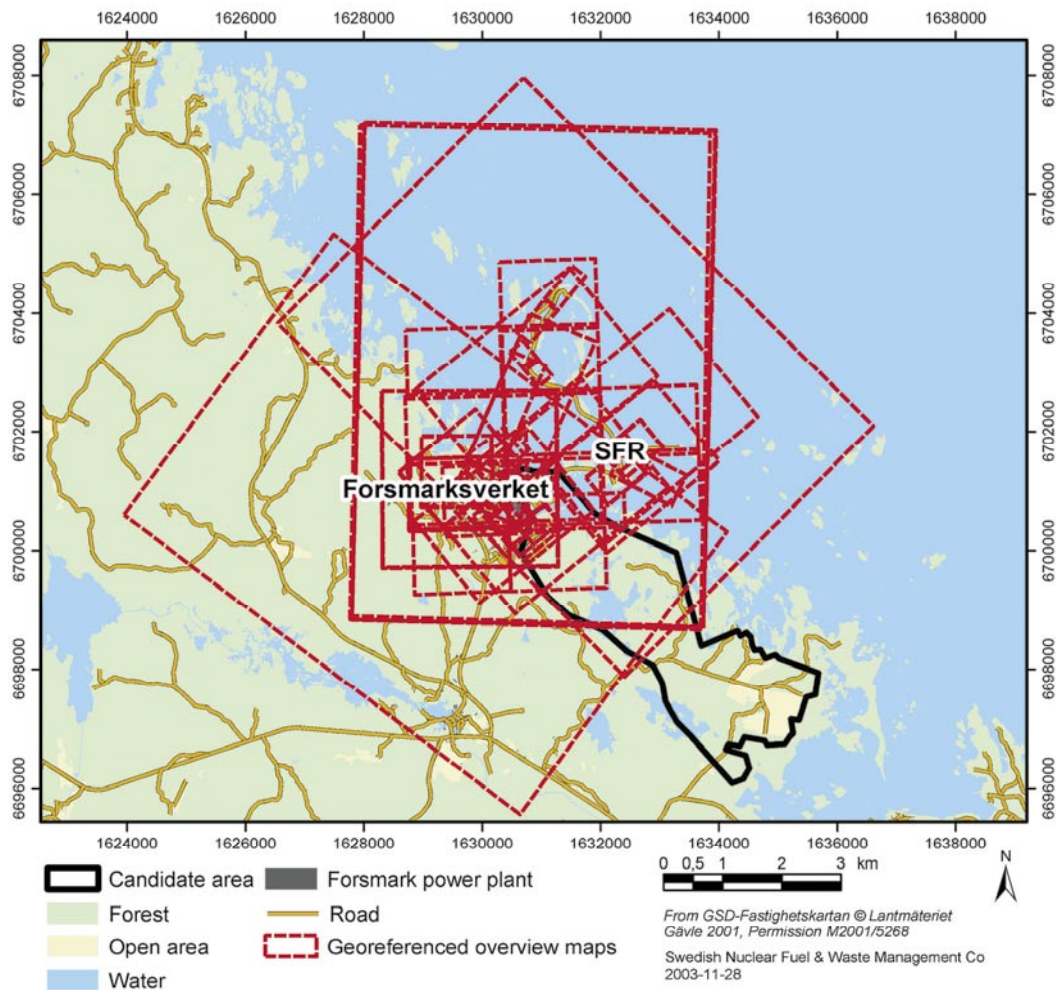 1624000 1626000 1628000 1630000 1632000 1634000 1636000 1638000
6708000 6708000
6706000 6706000
6704000 6704000
6702000 6702000
SFR
Forsmarksverket
6700000 6700000
6698000 6698000
6696000 6696000
1624000 1626000 1628000 1630000 1632000 1634000 1636000 1638000
Candidate area
Forest
Open area
Water
Forsmark power plant
Road
Georeferenced overview maps
0 0,5 1 2 3 km
N
From GSD-Fastighetskartan © Lantmäteriet
Gävle 2001, Permission M2001/5268
Swedish Nuclear Fuel & Waste Management Co
2003-11-28